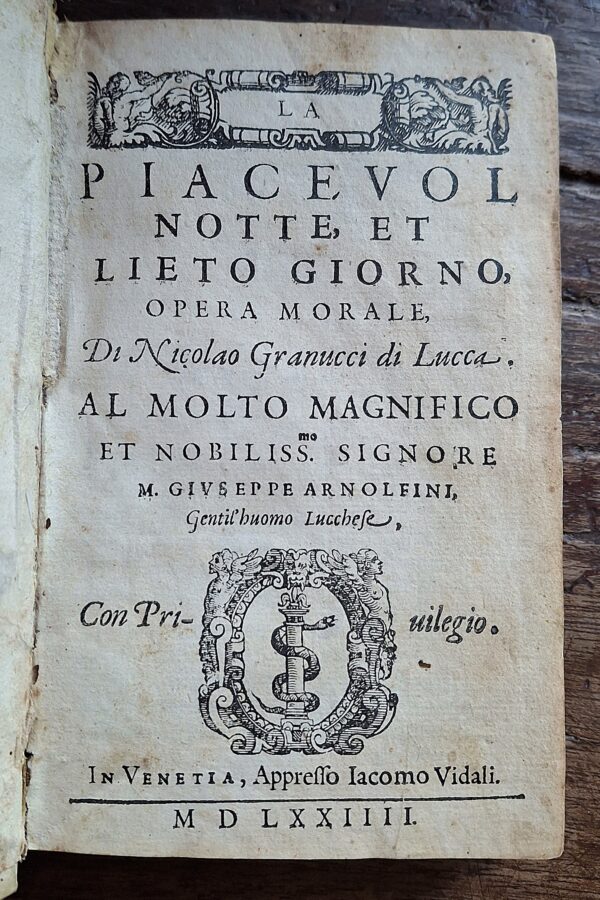 LA
PIACEVOL
NOTTE, ET
LIETO GIORNO,
OPERA MORALE,
Di Nicolao Granucci di Lucca.
AL MOLTO MAGNIFICO
ET NOBILISS.mo SIGNORE
M. GIVSEPPE ARNOLFINI,
Gentil'huomo Lucchese,
Con Pri-
uilegio.
IN VENETIA, Appresso Iacomo Vidali.
M D LXXIIII.